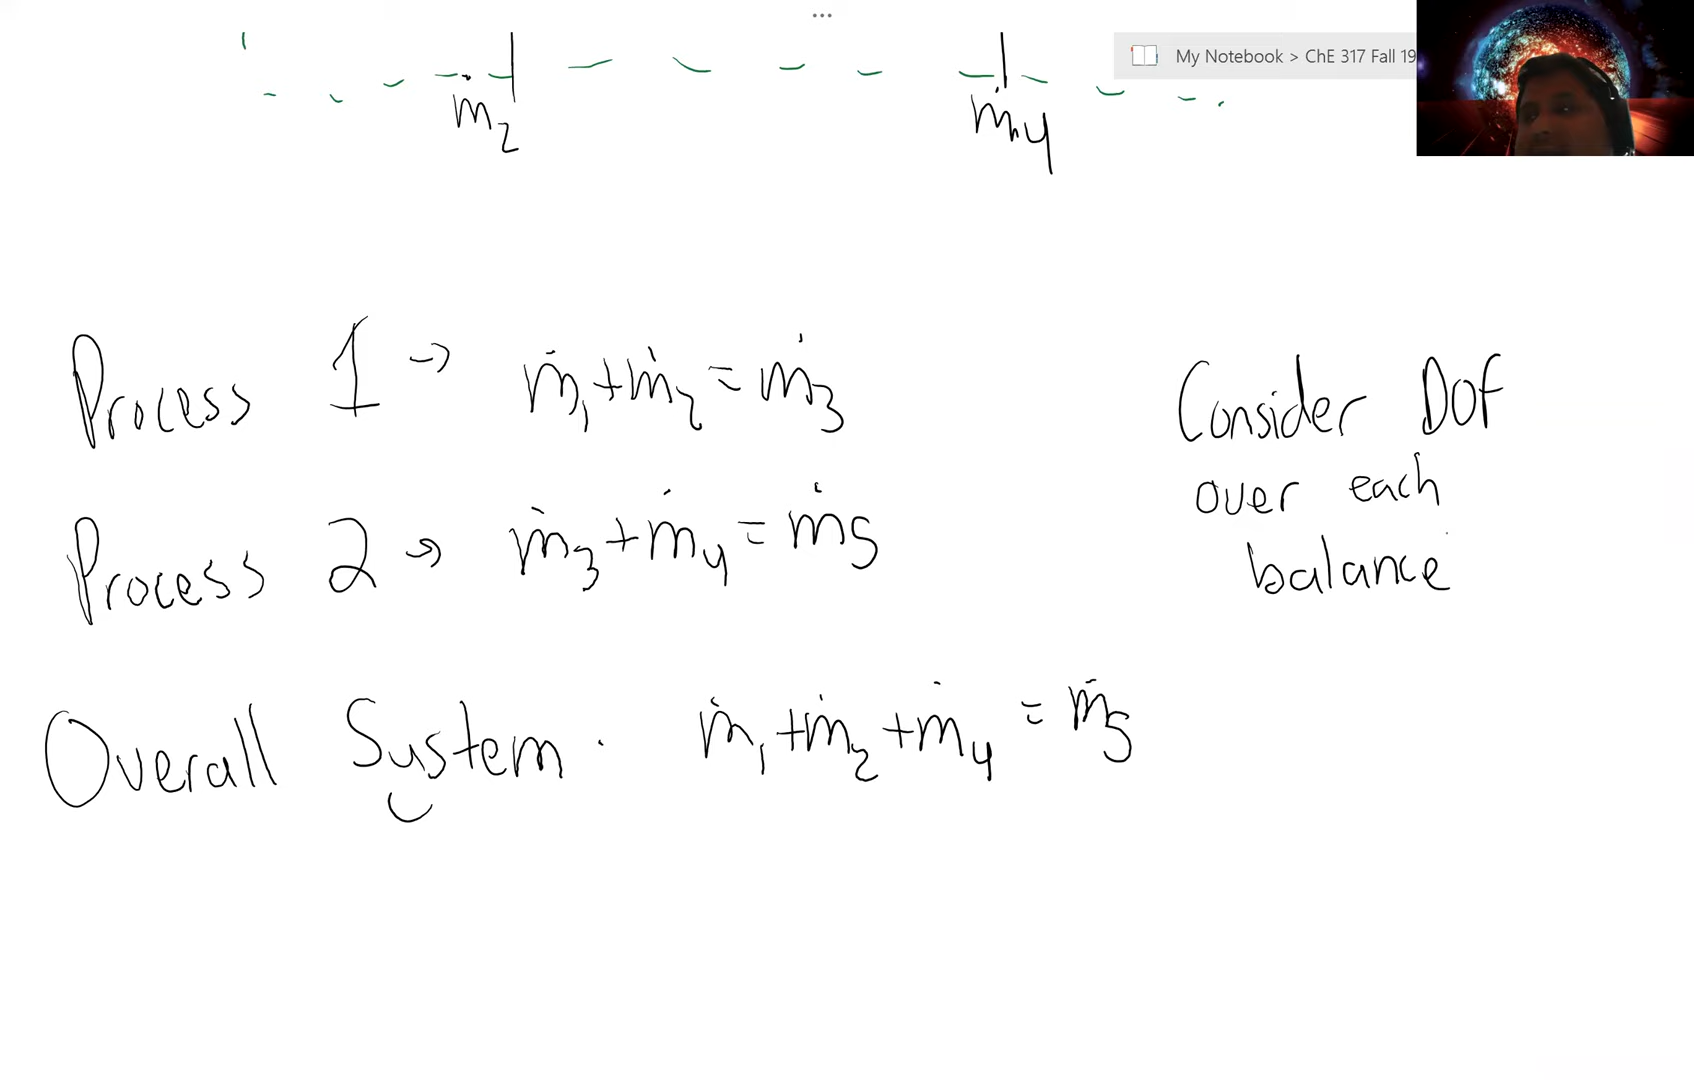 My Notebook > ChE 317 Fall 19
ṁ2
ṁ4
Process 1 → ṁ1 + ṁ2 = ṁ3
Consider DOF
over each
balance
Process 2 → ṁ3 + ṁ4 = ṁ5
Overall System. ṁ1 + ṁ2 + ṁ4 = ṁ5